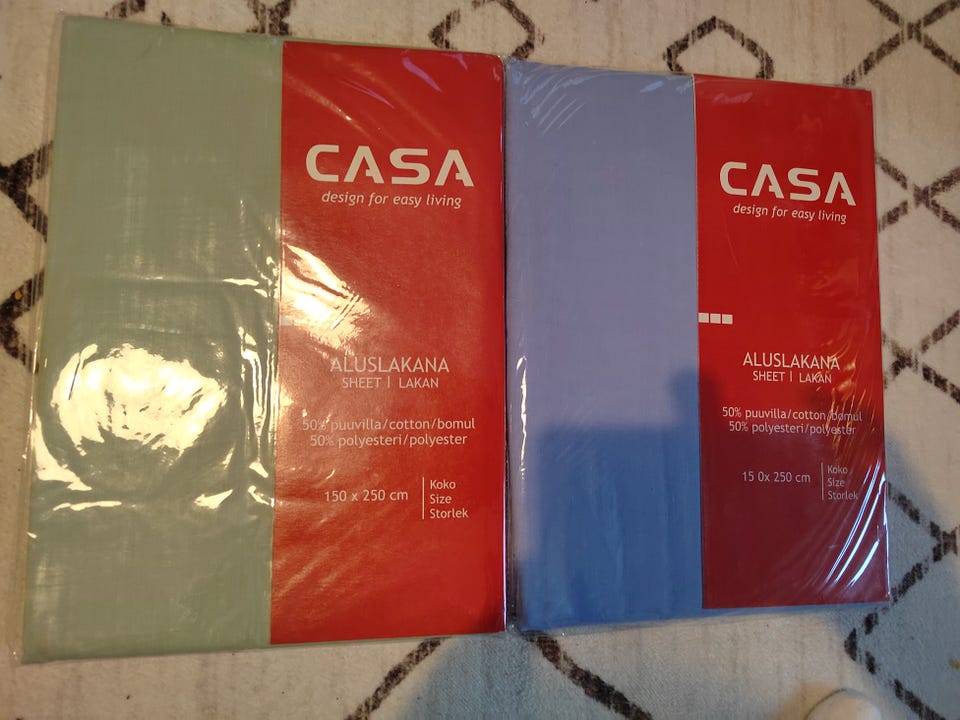 CASA
design for easy living
ALUSLAKANA
SHEET | LAKAN
50% puuvilla/cotton/bomul
50% polyesteri/polyester
150 x 250 cm
Koko
Size
Storlek
CASA
design for easy living
ALUSLAKANA
SHEET | LAKAN
50% puuvilla/cotton/bomul
50% polyesteri/polyester
15 0x 250 cm
Koko
Size
Storlek